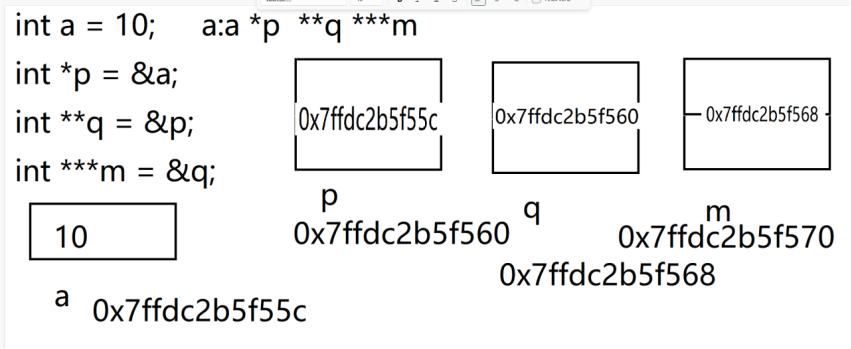 int a = 10; a:a *p **q ***m
int *p = &a;
int **q = &p;
int ***m = &q;
0x7ffdc2b5f55c
0x7ffdc2b5f560
0x7ffdc2b5f568
10
a
0x7ffdc2b5f55c
p
0x7ffdc2b5f560
q
0x7ffdc2b5f568
m
0x7ffdc2b5f570